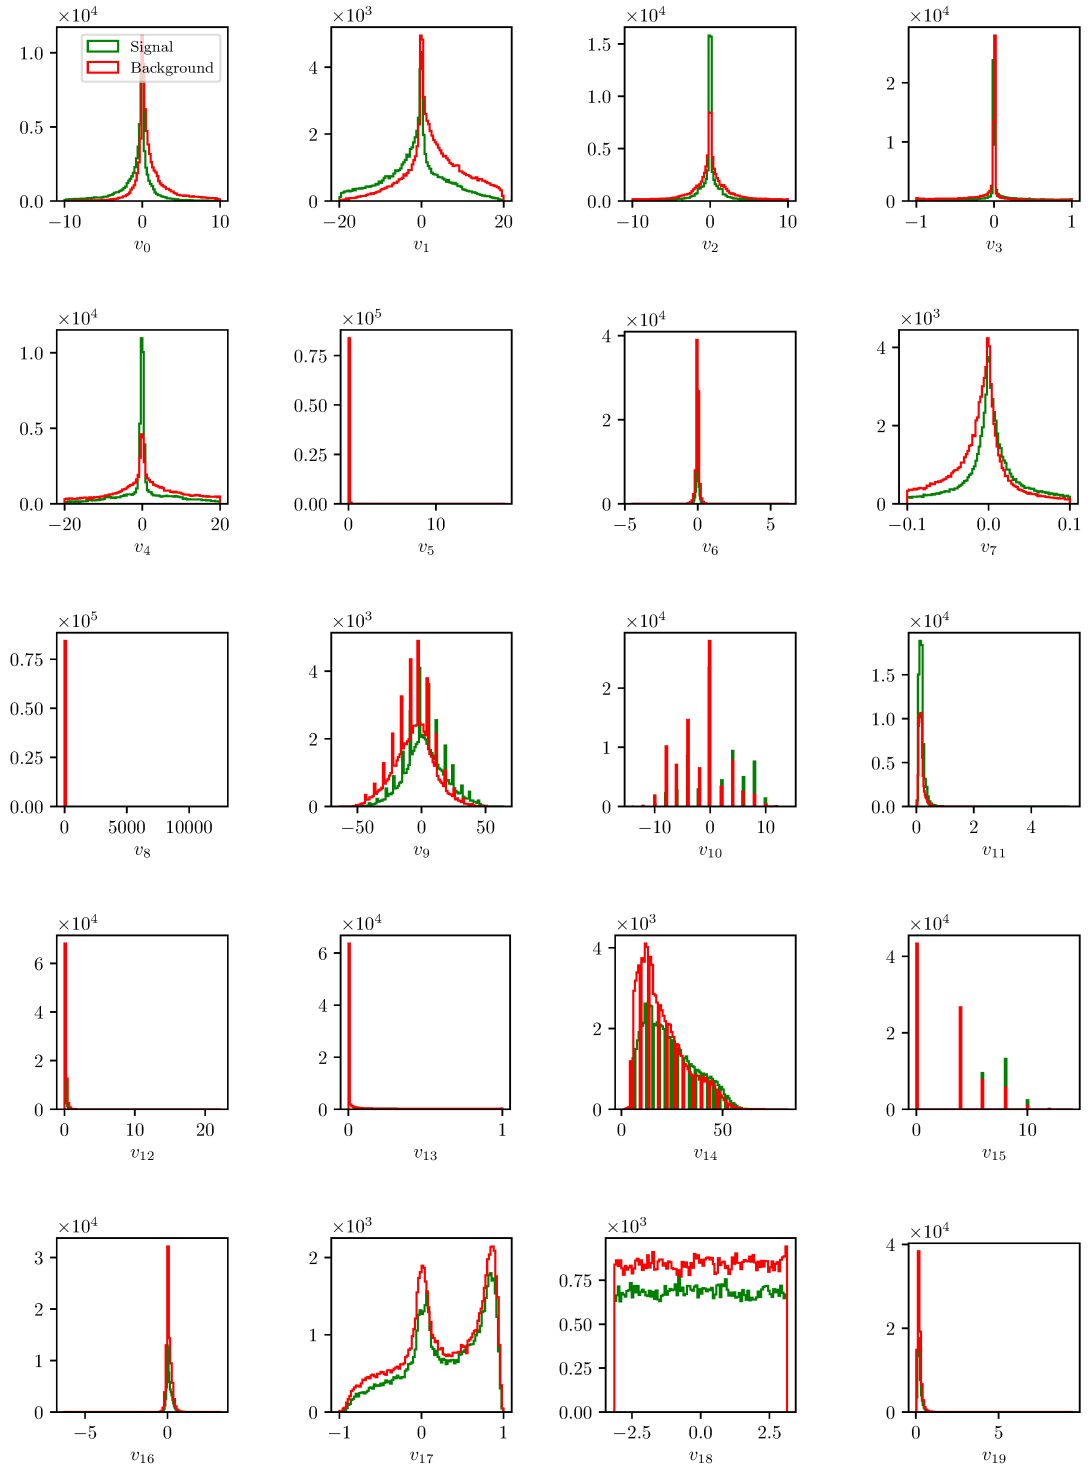 ×10⁴ ×10³ ×10⁴ ×10⁴
Signal
Background
1.0 0.5 0.0
4 2 0
1.5 1.0 0.5 0.0
2 1 0
−10 0 10 −20 0 20 −10 0 10 −1 0 1
v₀ v₁ v₂ v₃
×10⁴ ×10⁵ ×10⁴ ×10³
1.0 0.5 0.0
0.75 0.50 0.25 0.00
4 2 0
4 2 0
−20 0 20 0 10 −5 0 5 −0.1 0.0 0.1
v₄ v₅ v₆ v₇
×10⁵ ×10³ ×10⁴ ×10⁴
0.75 0.50 0.25 0.00
4 2 0
2 1 0
1.5 1.0 0.5 0.0
0 5000 10000 −50 0 50 −10 0 10 0 2 4
v₈ v₉ v₁₀ v₁₁
×10⁴ ×10⁴ ×10³ ×10⁴
6 4 2 0
6 4 2 0
4 2 0
4 2 0
0 10 20 0 1 0 50 0 10
v₁₂ v₁₃ v₁₄ v₁₅
×10⁴ ×10³ ×10³ ×10⁴
3 2 1 0
2 1 0
0.75 0.50 0.25 0.00
4 2 0
−5 0 −1 0 1 −2.5 0.0 2.5 0 5
v₁₆ v₁₇ v₁₈ v₁₉